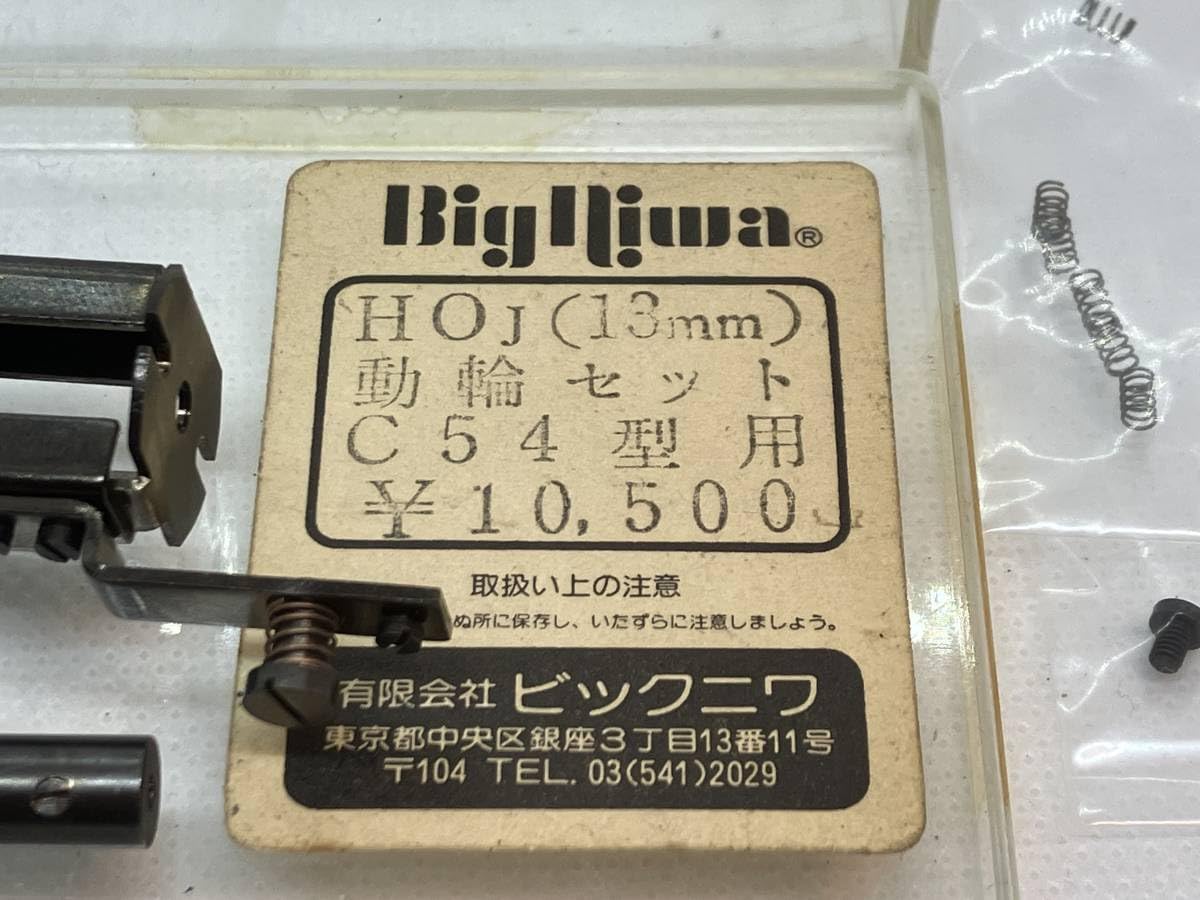 BigNiwa®
HOJ(13mm)
動輪セット
C54型用
¥10,500
取扱い上の注意
ぬ所に保存し、いたずらに注意しましょう。
有限会社 ビックニワ
東京都中央区銀座3丁目13番11号
〒104 TEL. 03(541)2029